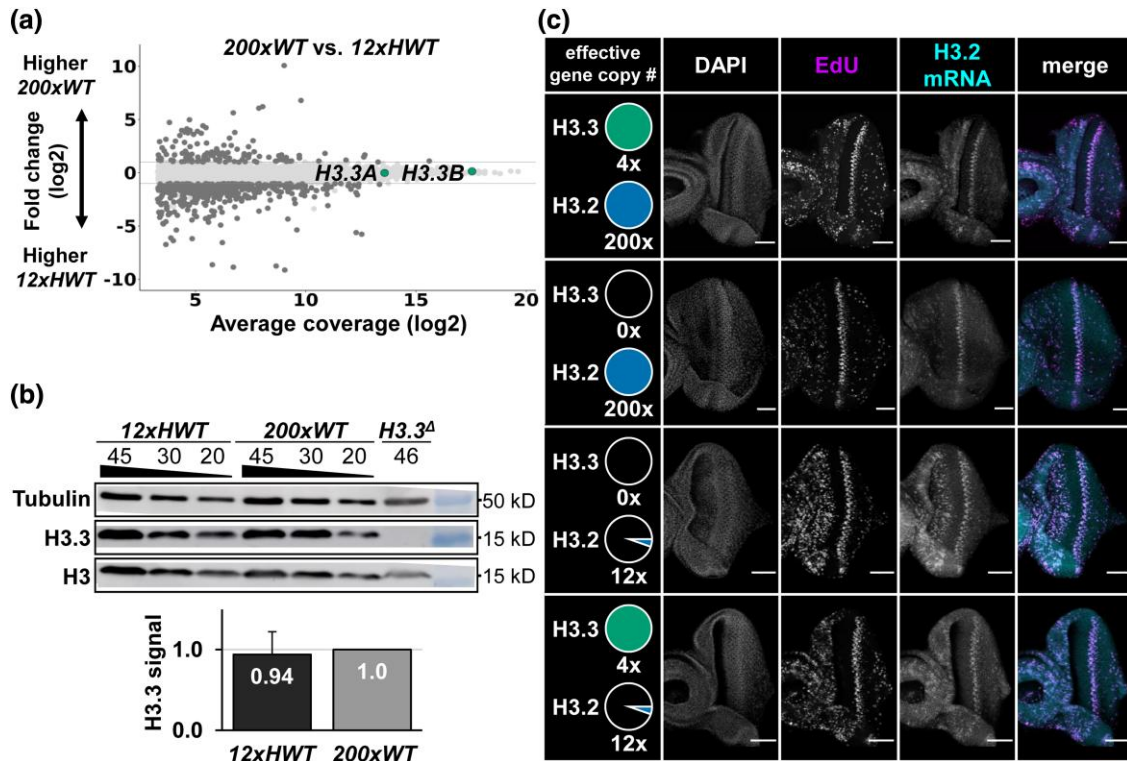 (a)
200xWT vs. 12xHWT
Higher
200xWT
Fold change
(log2)
Higher
12xHWT
10
5
0
-5
-10
H3.3A H3.3B
5 10 15 20
Average coverage (log2)
(b)
12xHWT 200xWT H3.3Δ
45 30 20 45 30 20 46
Tubulin 50 kD
H3.3 15 kD
H3 15 kD
H3.3 signal
1.0
0.0
0.94 1.0
12xHWT 200xWT
(c)
effective
gene copy #
DAPI
EdU
H3.2
mRNA
merge
H3.3
4x
H3.2
200x
H3.3
0x
H3.2
200x
H3.3
0x
H3.2
12x
H3.3
4x
H3.2
12x